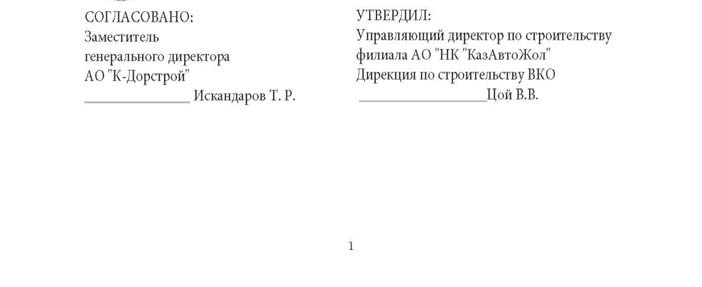 СОГЛАСОВАНО:
Заместитель
генерального директора
АО "К-Дорстрой"
_______________ Искандаров Т. Р.
УТВЕРДИЛ:
Управляющий директор по строительству
филиала АО "НК "КазАвтоЖол"
Дирекция по строительству ВКО
__________________Цой В.В.
1